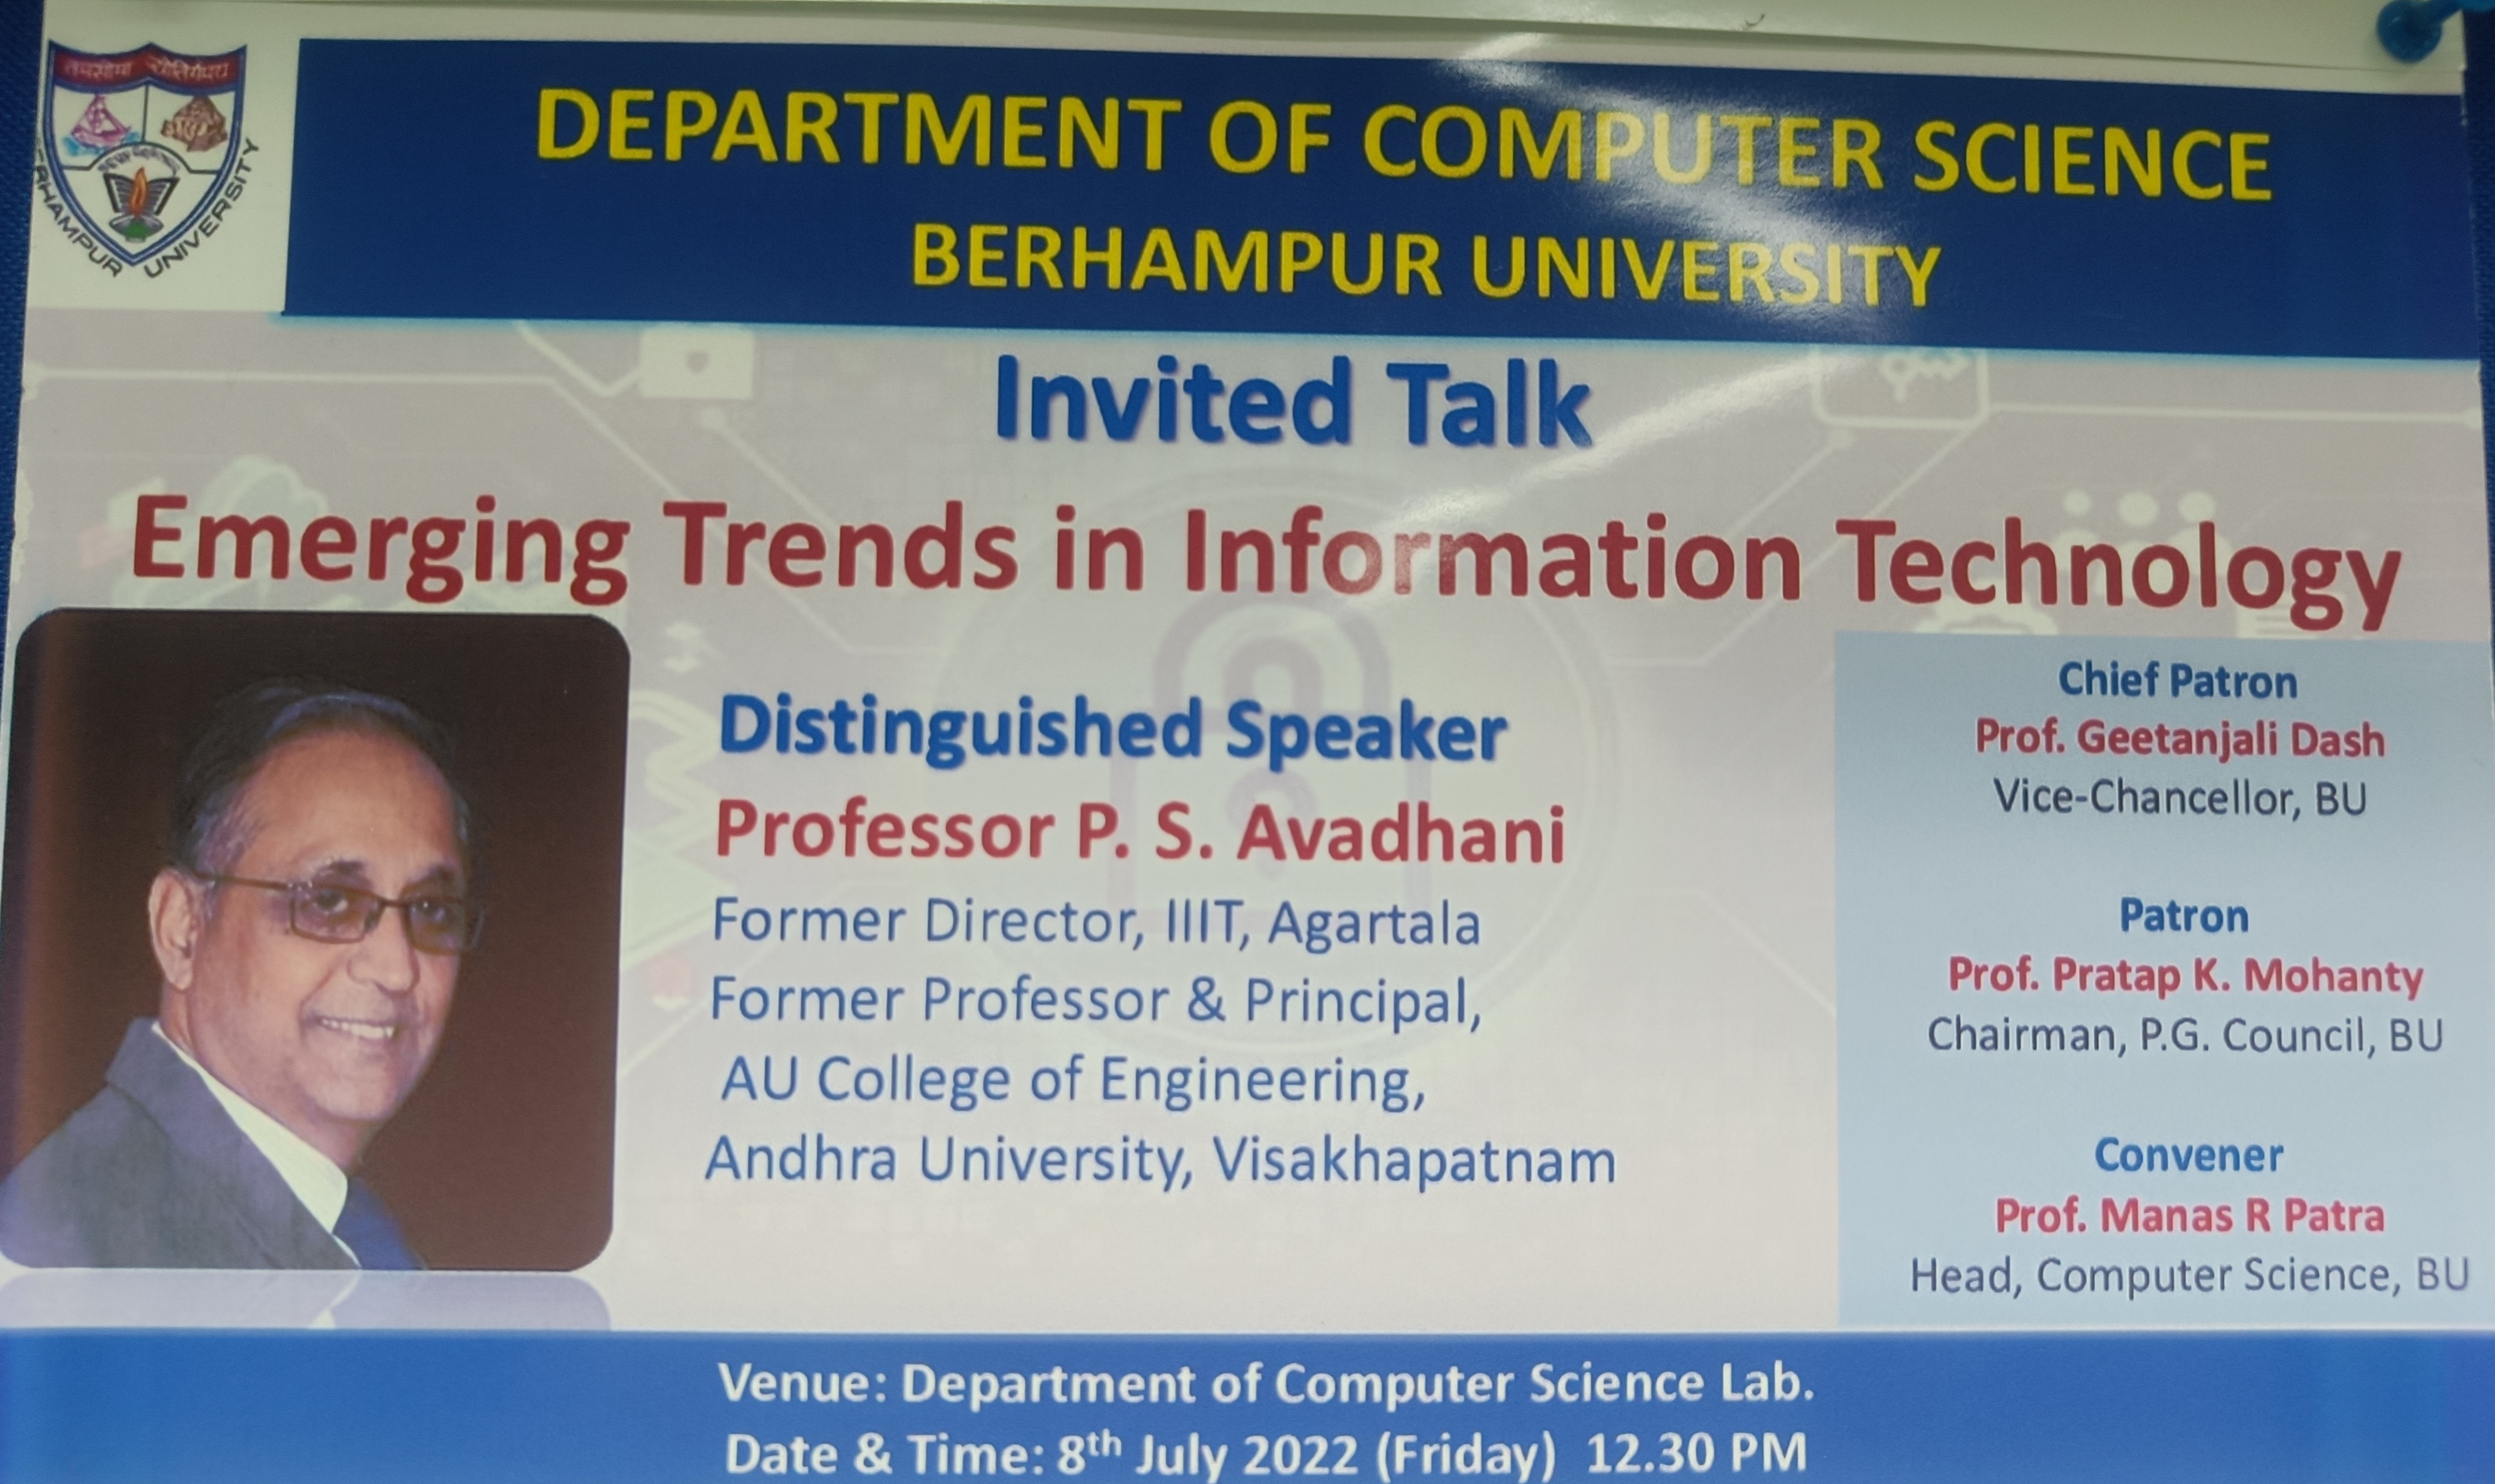 तमसोमा ज्योतिर्गमय
BERHAMPUR UNIVERSITY
DEPARTMENT OF COMPUTER SCIENCE
BERHAMPUR UNIVERSITY
Invited Talk
Emerging Trends in Information Technology
Distinguished Speaker
Professor P. S. Avadhani
Former Director, IIIT, Agartala
Former Professor & Principal,
AU College of Engineering,
Andhra University, Visakhapatnam
Chief Patron
Prof. Geetanjali Dash
Vice-Chancellor, BU
Patron
Prof. Pratap K. Mohanty
Chairman, P.G. Council, BU
Convener
Prof. Manas R Patra
Head, Computer Science, BU
Venue: Department of Computer Science Lab.
Date & Time: 8th July 2022 (Friday) 12.30 PM